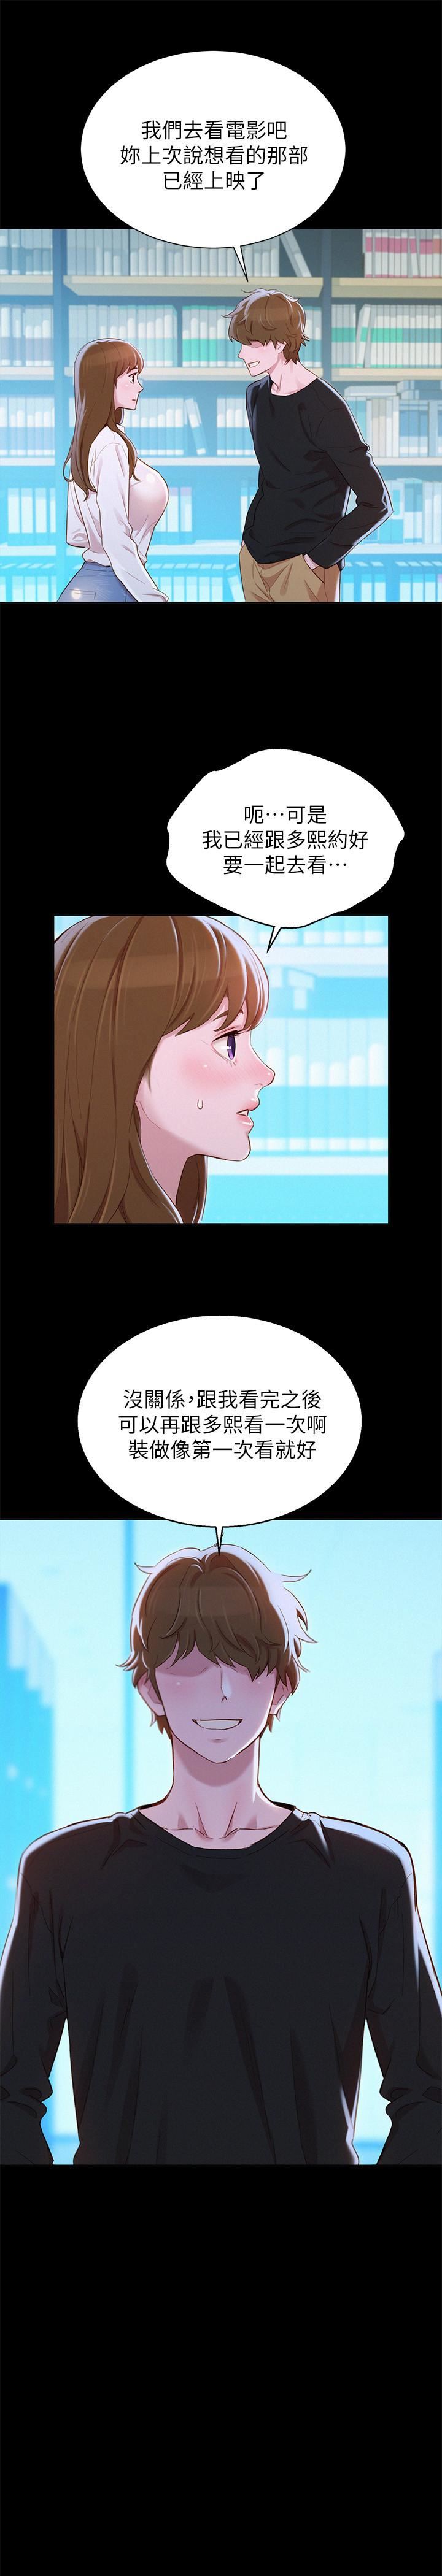 我們去看電影吧
妳上次說想看的那部
已經上映了
呃…可是
我已經跟多熙約好
要一起去看…
沒關係，跟我看完之後
可以再跟多熙看一次啊
裝做像第一次看就好